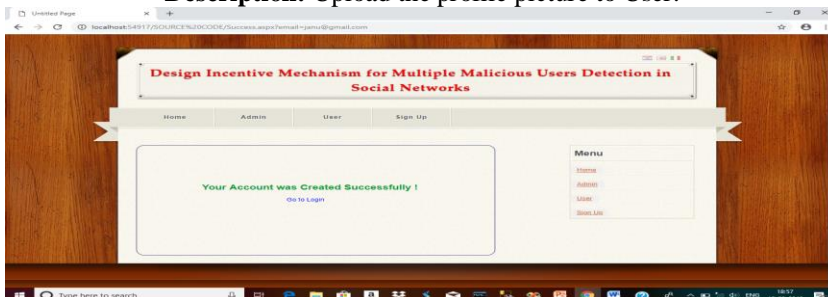 Description: Upload the profile picture to User.
Untitled Page
localhost:54917/SOURCE%20CODE/Success.aspx?email=janu@gmail.com
Design Incentive Mechanism for Multiple Malicious Users Detection in
Social Networks
Home Admin User Sign Up
Menu
Home
Admin
User
Sign Up
Your Account was Created Successfully !
Go to Login
Type here to search
ENG
18:57